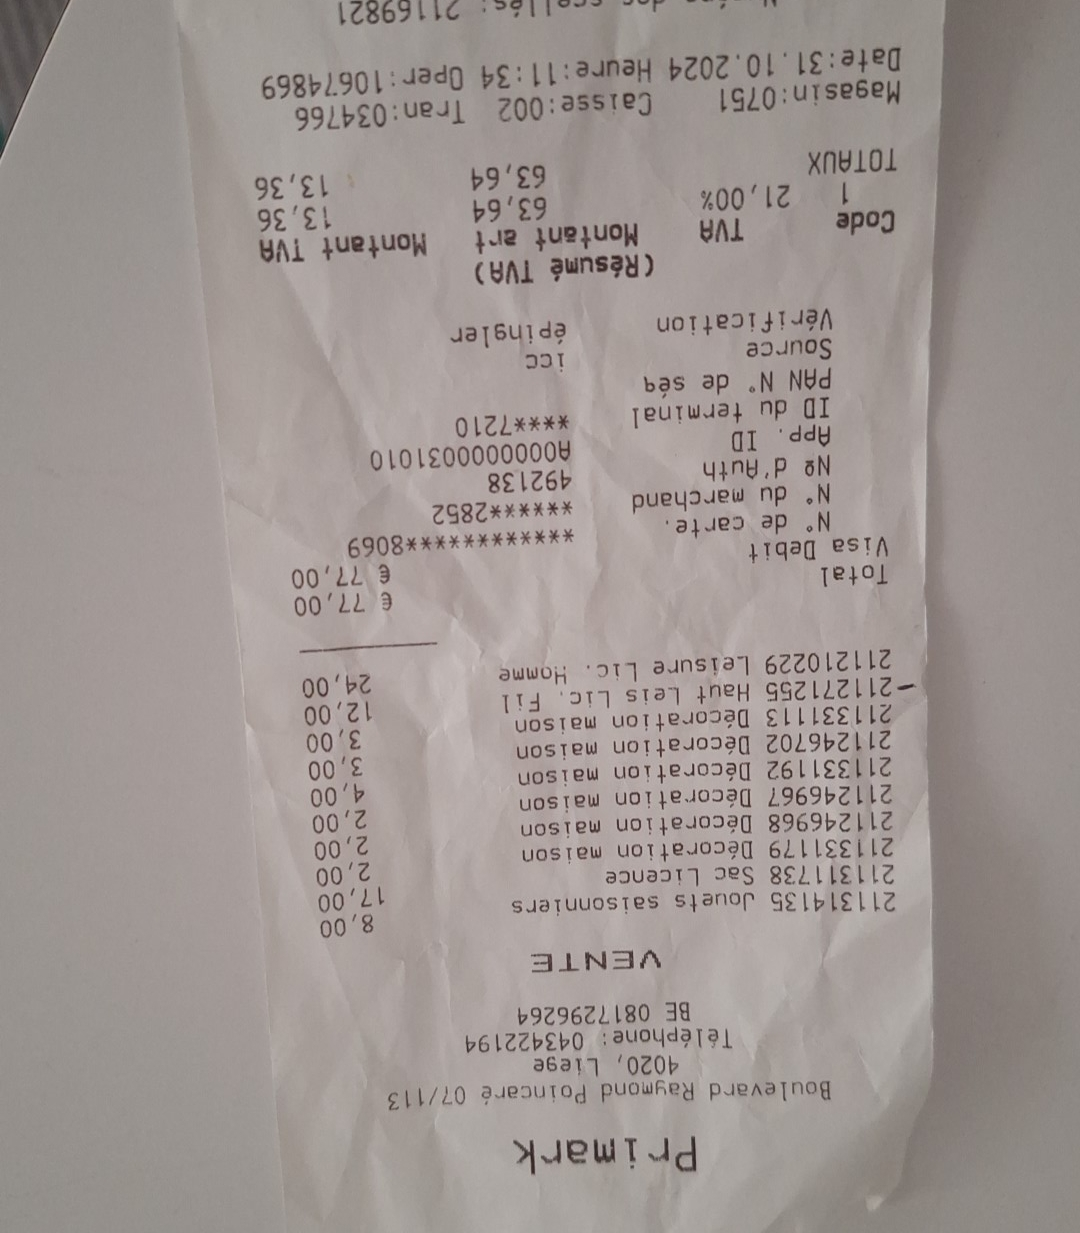 Primark
Boulevard Raymond Poincaré 07/113
4020, Liege
Téléphone: 043422194
BE 0817296264
VENTE
211314135 Jouets saisonniers 8,00
211311738 Sac Licence 17,00
211331179 Décoration maison 2,00
211246968 Décoration maison 2,00
211246967 Décoration maison 2,00
211331192 Décoration maison 4,00
211246702 Décoration maison 3,00
211331113 Décoration maison 3,00
211271255 Haut Leis Lic. Fil 12,00
211210229 Leisure Lic. Homme 24,00
Total € 77,00
Visa Debit € 77,00
N° de carte. ************8069
N° du marchand ******2852
Nº d'Auth 492138
App. ID A0000000031010
ID du terminal ****7210
PAN N° de séq
Source icc
Vérification épingler
(Résumé TVA)
Code TVA Montant art Montant TVA
1 21,00% 63,64 13,36
TOTAUX 63,64 13,36
Magasin:0751 Caisse:002 Tran:034766
Date:31.10.2024 Heure:11:34 Oper:10674869
des 21169821